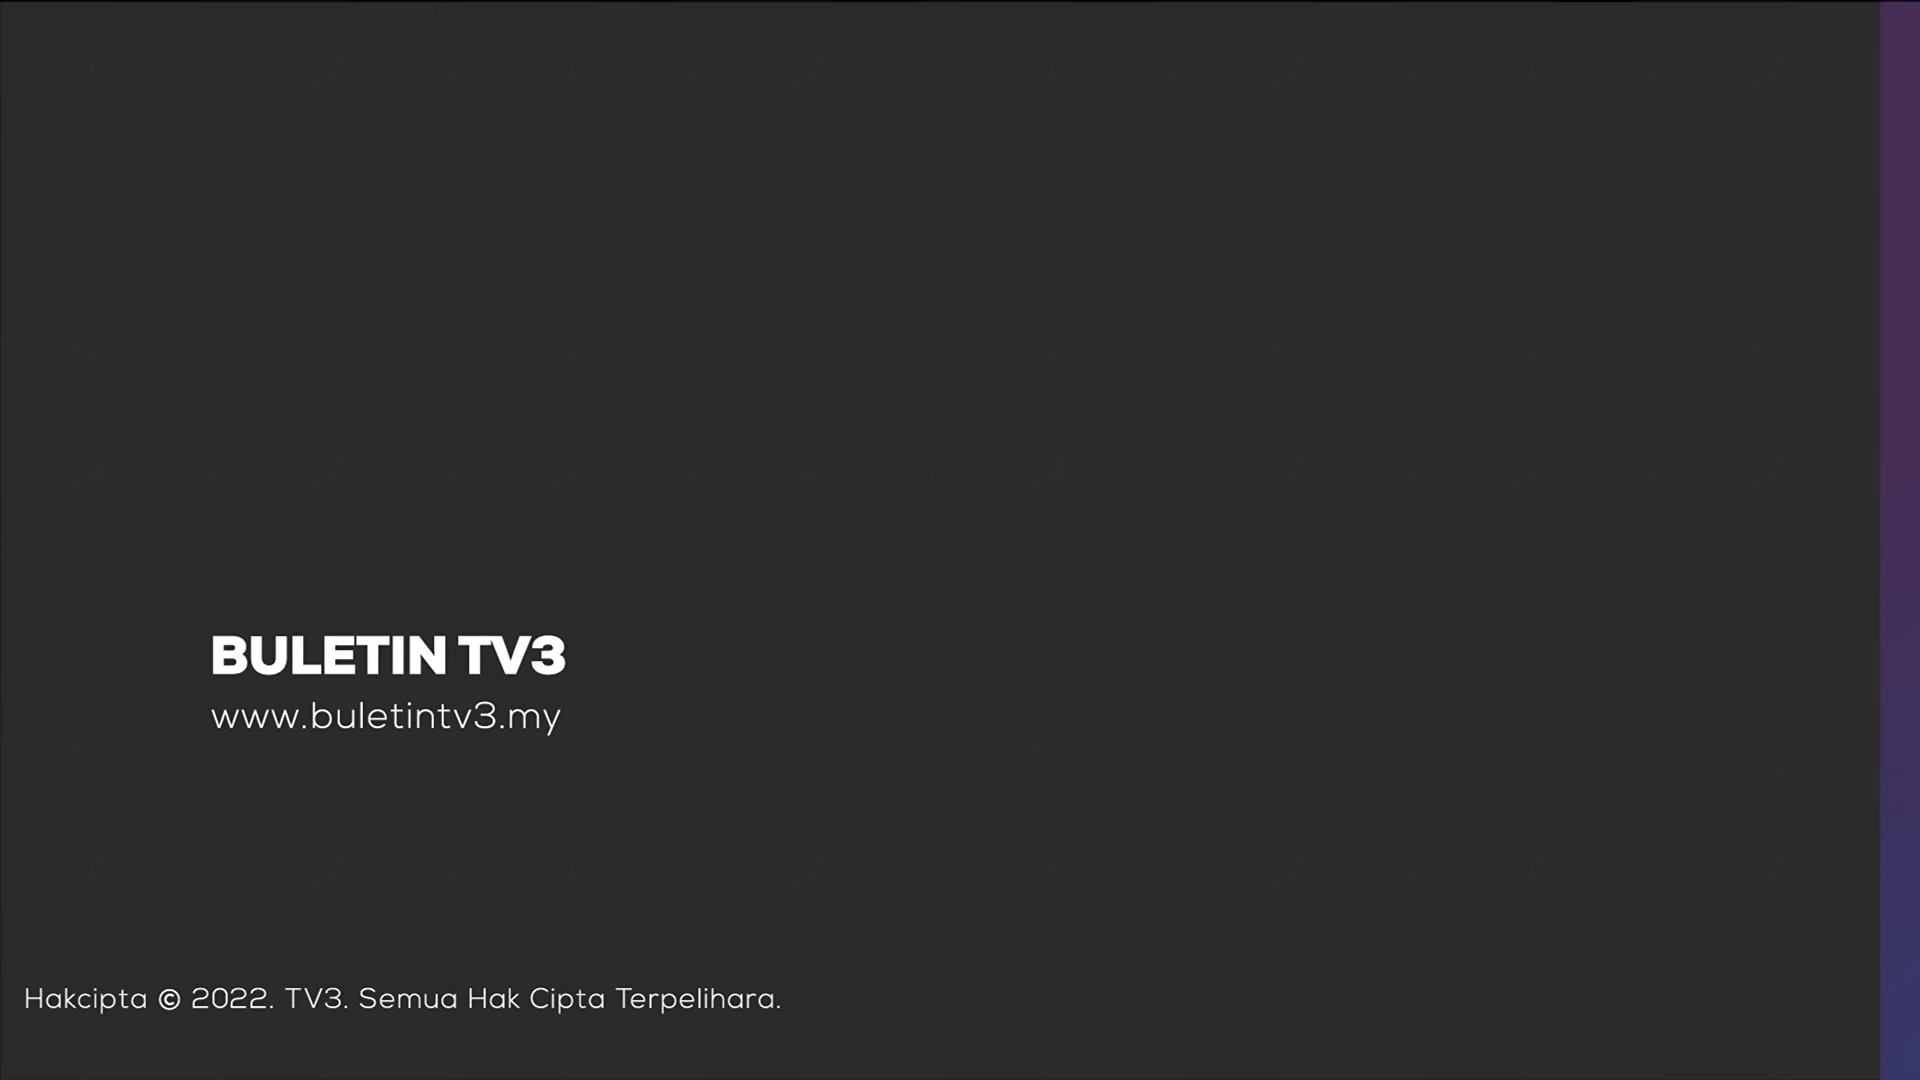 BULETIN TV3
www.buletintv3.my
Hakcipta © 2022. TV3. Semua Hak Cipta Terpelihara.